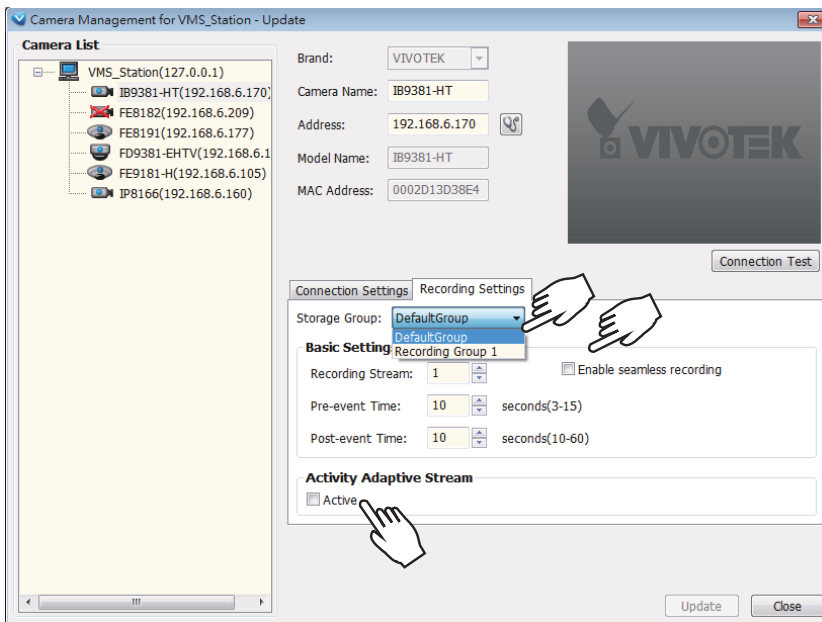 Camera Management for VMS_Station - Update
Camera List
VMS_Station(127.0.0.1)
IB9381-HT(192.168.6.170)
FE8182(192.168.6.209)
FE8191(192.168.6.177)
FD9381-EHTV(192.168.6.1
FE9181-H(192.168.6.105)
IP8166(192.168.6.160)
Brand: VIVOTEK
Camera Name: IB9381-HT
Address: 192.168.6.170
Model Name: IB9381-HT
MAC Address: 0002D13D38E4
VIVOTEK
Connection Test
Connection Settings Recording Settings
Storage Group: DefaultGroup
DefaultGroup
Recording Group 1
Basic Setting
Recording Stream: 1 Enable seamless recording
Pre-event Time: 10 seconds(3-15)
Post-event Time: 10 seconds(10-60)
Activity Adaptive Stream
Active
Update Close